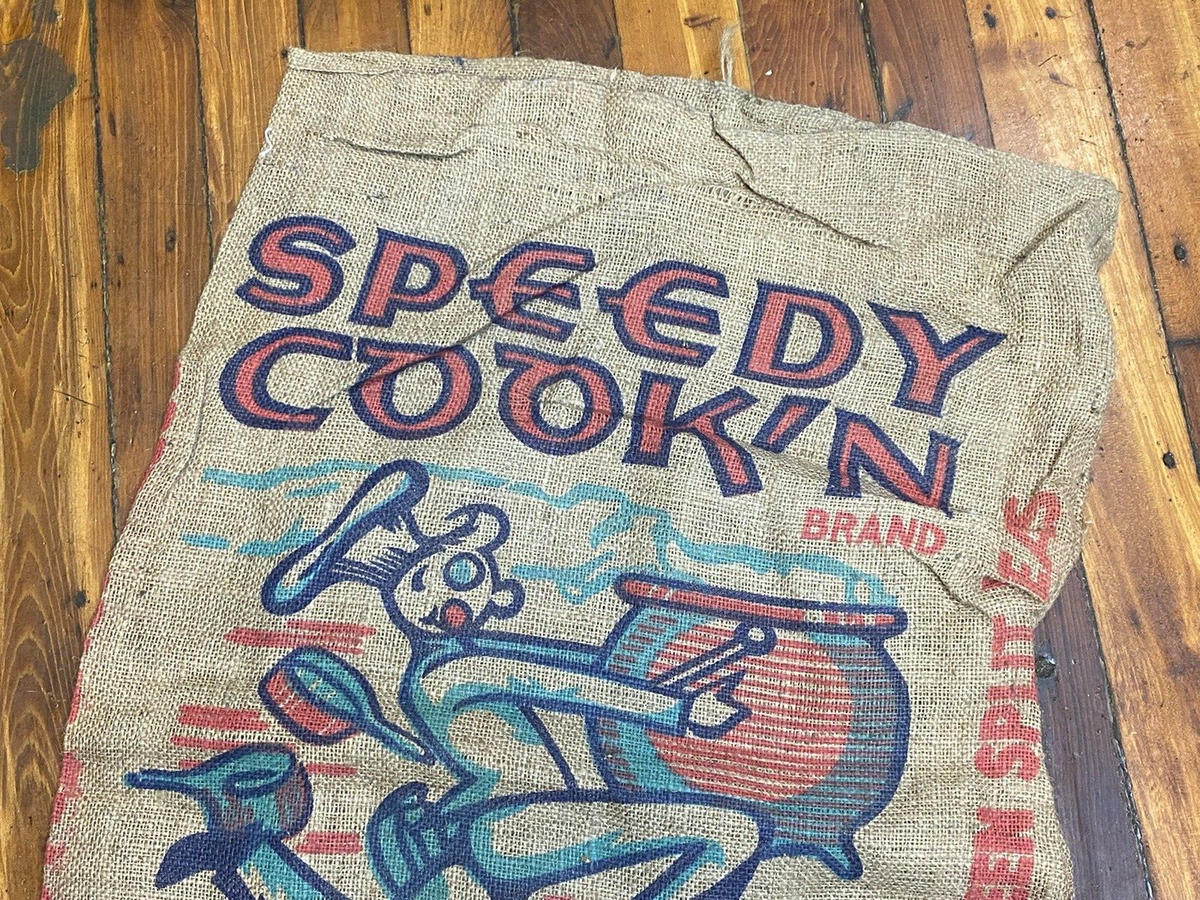 SPEEDY
COOK'N
BRAND
SPLIT